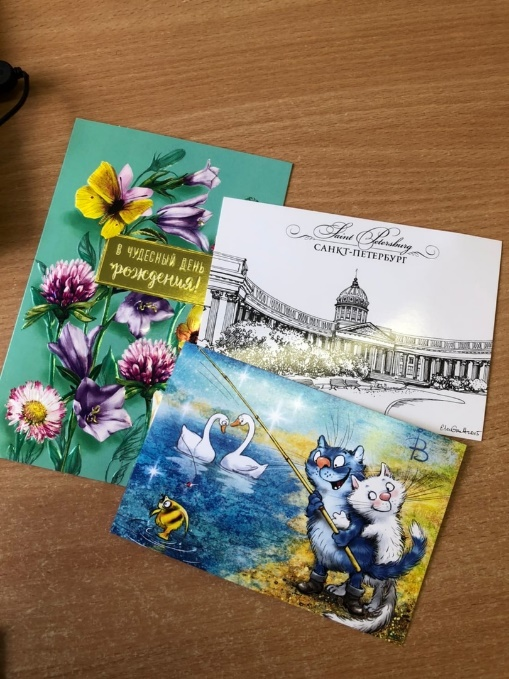 В ЧУДЕСНЫЙ ДЕНЬ
рождения!
Saint Petersburg
САНКТ-ПЕТЕРБУРГ